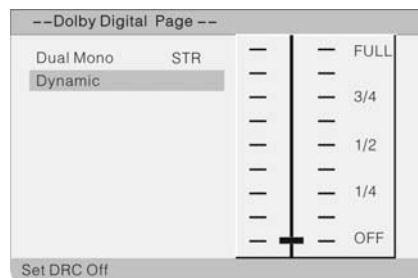 --Dolby Digital Page--
Dual Mono STR
Dynamic
FULL
3/4
1/2
1/4
OFF
Set DRC Off